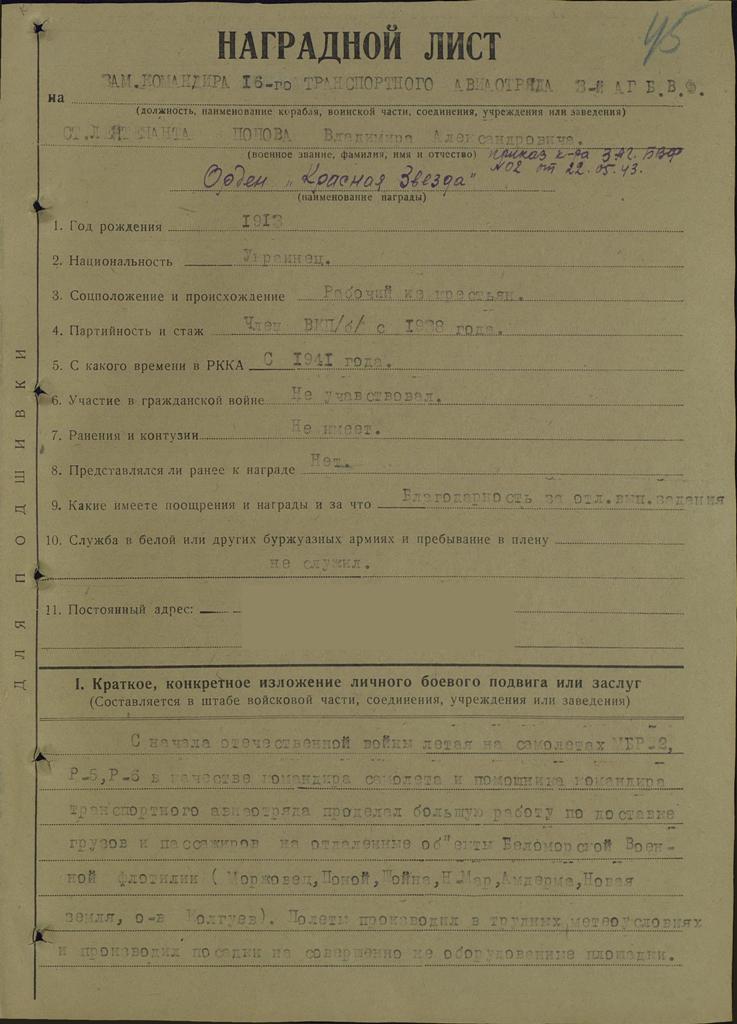 45
НАГРАДНОЙ ЛИСТ
ЗАМ.КОМАНДИРА 16-го ТРАНСПОРТНОГО АВИАОТРЯДА 3-й АГ Б.В.Ф.
на
(должность, наименование корабля, воинской части, соединения, учреждения или заведения)
СТ.ЛЕЙТЕНАНТА ПОПОВА Владимира Александровича.
(военное звание, фамилия, имя и отчество) приказ к-ра 3 АГ. БВФ
Орден „Красная Звезда" №02 от 22.05.43.
(наименование награды)
1. Год рождения 1913
2. Национальность Украинец.
3. Соцположение и происхождение Рабочий из крестьян.
4. Партийность и стаж Член ВКП/б/ с 1938 года.
5. С какого времени в РККА С 1941 года.
6. Участие в гражданской войне Не учавствовал.
7. Ранения и контузии Не имеет.
8. Представлялся ли ранее к награде Нет.
9. Какие имеете поощрения и награды и за что Благодарность за отл.вып.задания
10. Служба в белой или других буржуазных армиях и пребывание в плену
не служил.
11. Постоянный адрес:
ДЛЯ ПОДШИВКИ
I. Краткое, конкретное изложение личного боевого подвига или заслуг
(Составляется в штабе войсковой части, соединения, учреждения или заведения)
С начала отечественной войны летая на самолетах МБР-2,
Р-5,Р-6 в качестве командира самолета и помощника командира
транспортного авиаотряда проделал большую работу по доставке
грузов и пассажиров на отдаленные об"екты Беломорской Воен-
ной флотилии ( Моржовец,Поной,Шойна,Н-Мар,Амдерма,Новая
земля, о-в Колгуев). Полеты производил в трудных метеоусловиях
и производил посадки на совершенно не оборудованные площадки.